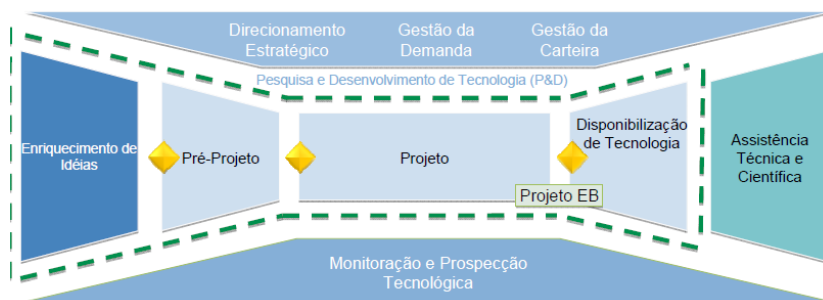 Direcionamento
Estratégico
Gestão da
Demanda
Gestão da
Carteira
Pesquisa e Desenvolvimento de Tecnologia (P&D)
Enriquecimento de
Idéias
Pré-Projeto
Projeto
Disponibilização
de Tecnologia
Projeto EB
Assistência
Técnica e
Científica
Monitoração e Prospecção
Tecnológica